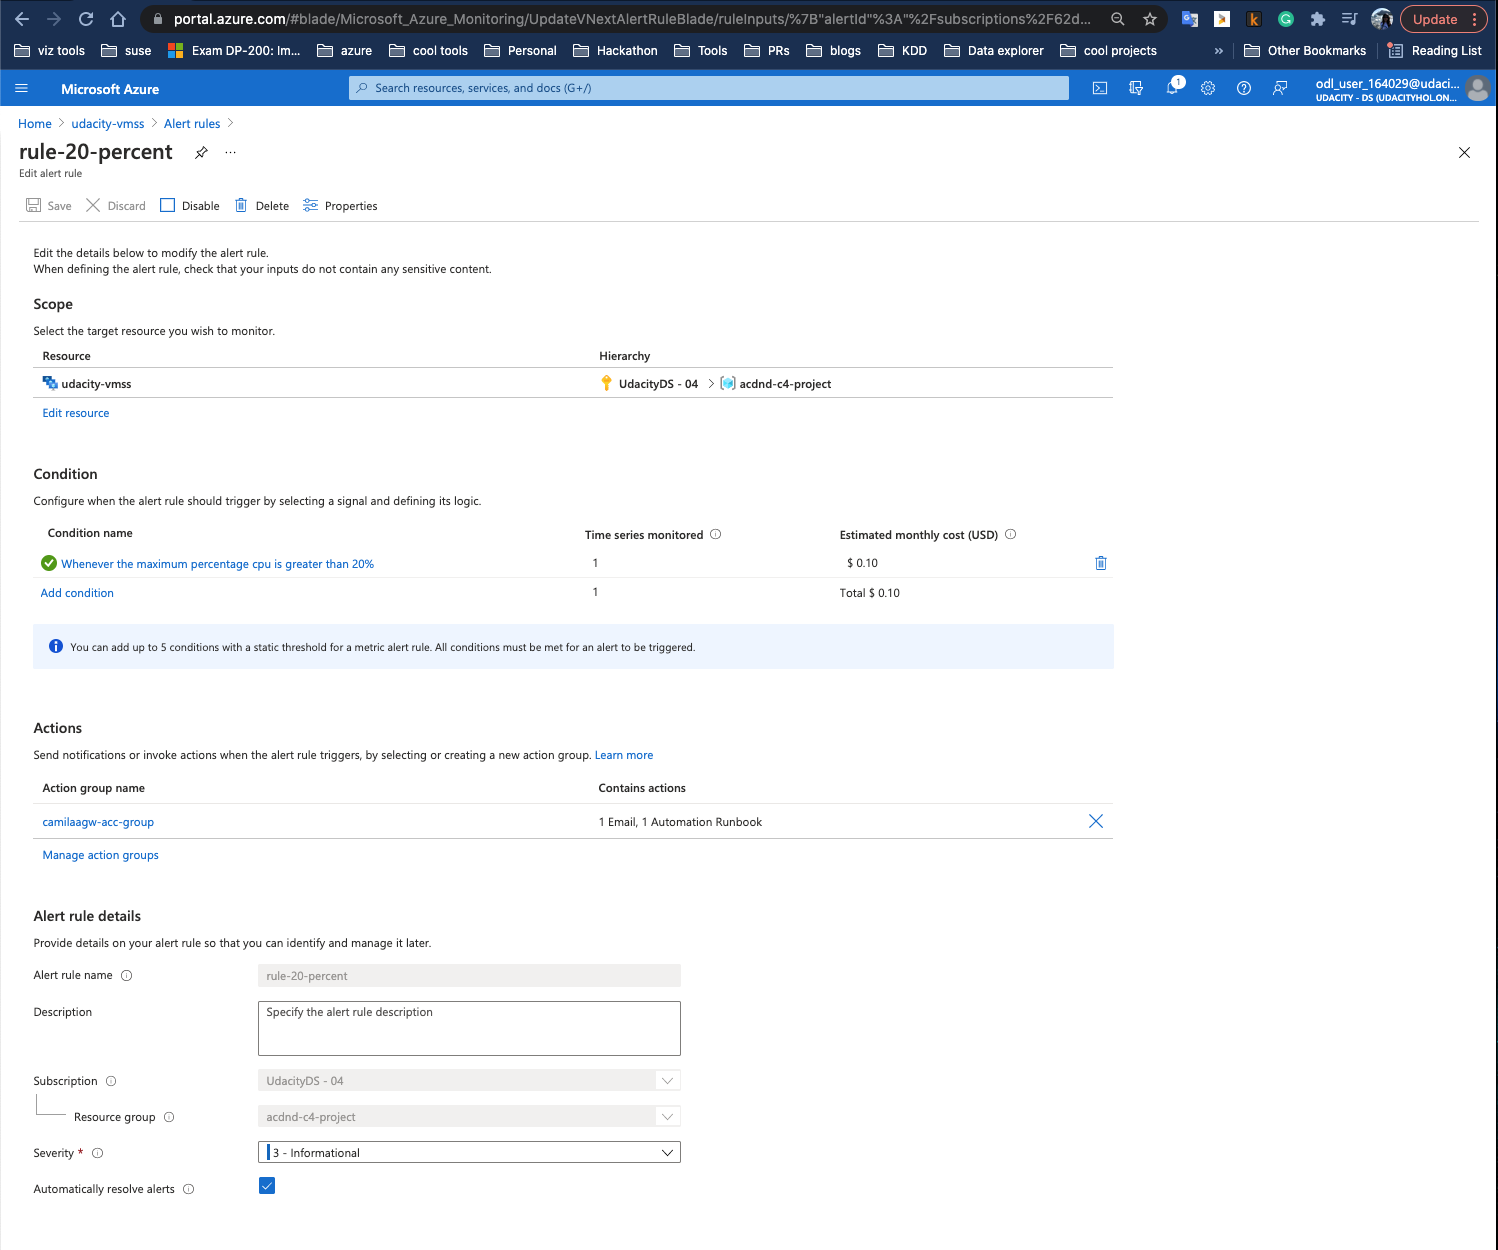 portal.azure.com/#blade/Microsoft_Azure_Monitoring/UpdateVNextAlertRuleBlade/ruleInputs/%7B"alertId"%3A"%2Fsubscriptions%2F62d... Update
viz tools suse Exam DP-200: Im... azure cool tools Personal Hackathon Tools PRs blogs KDD Data explorer cool projects » Other Bookmarks Reading List
Microsoft Azure Search resources, services, and docs (G+/) 1 odl_user_164029@udaci...
UDACITY - DS (UDACITYHOL.ON...
Home > udacity-vmss > Alert rules >
rule-20-percent ...
Edit alert rule
Save Discard Disable Delete Properties
Edit the details below to modify the alert rule.
When defining the alert rule, check that your inputs do not contain any sensitive content.
Scope
Select the target resource you wish to monitor.
Resource Hierarchy
udacity-vmss UdacityDS - 04 > acdnd-c4-project
Edit resource
Condition
Configure when the alert rule should trigger by selecting a signal and defining its logic.
Condition name Time series monitored Estimated monthly cost (USD)
Whenever the maximum percentage cpu is greater than 20% 1 $ 0.10
Add condition 1 Total $ 0.10
You can add up to 5 conditions with a static threshold for a metric alert rule. All conditions must be met for an alert to be triggered.
Actions
Send notifications or invoke actions when the alert rule triggers, by selecting or creating a new action group. Learn more
Action group name Contains actions
camilaagw-acc-group 1 Email, 1 Automation Runbook
Manage action groups
Alert rule details
Provide details on your alert rule so that you can identify and manage it later.
Alert rule name rule-20-percent
Description Specify the alert rule description
Subscription UdacityDS - 04
Resource group acdnd-c4-project
Severity * 3 - Informational
Automatically resolve alerts